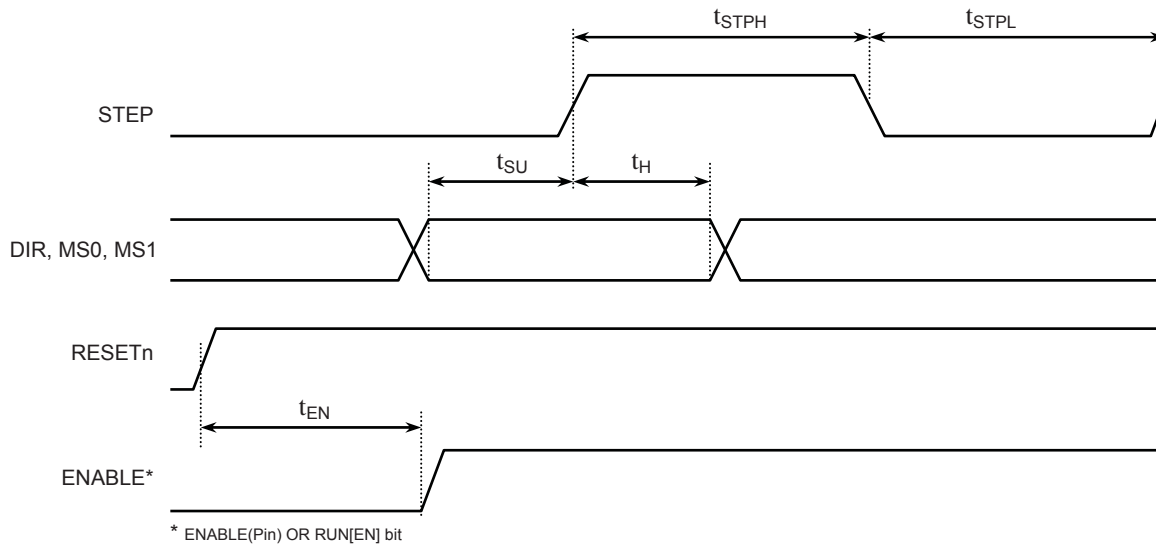 tSTPH tSTPL
STEP
tSU tH
DIR, MS0, MS1
RESETn
tEN
ENABLE*
* ENABLE(Pin) OR RUN[EN] bit